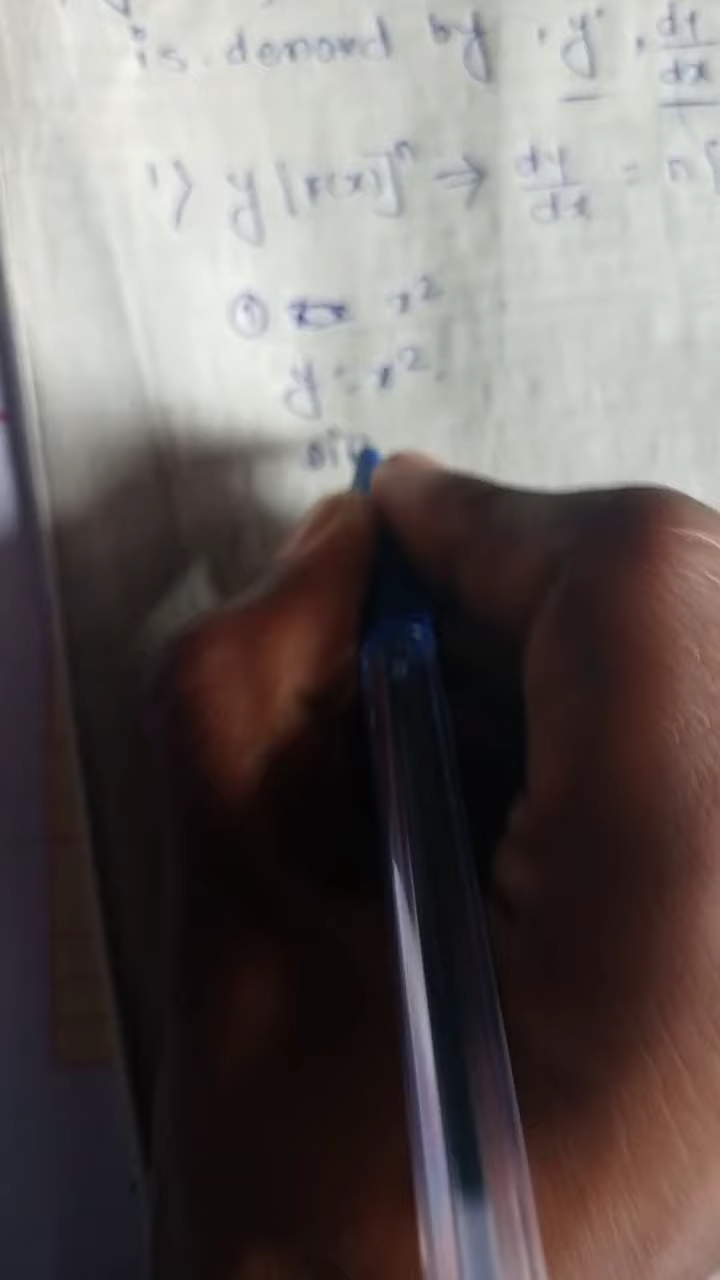 is denoted by 'y', dy/dx
1) y [f(x)]^n ⇒ dy/dx = n[
① x²
y = x²